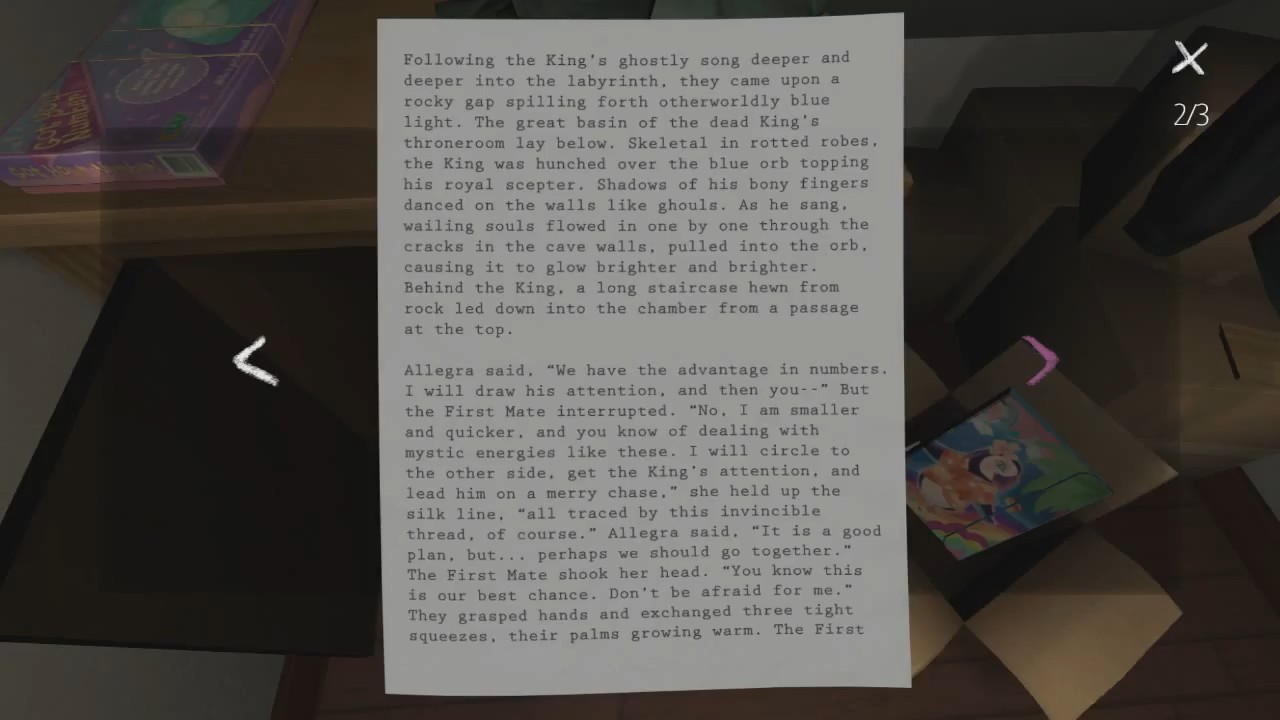 Following the King's ghostly song deeper and
deeper into the labyrinth, they came upon a
rocky gap spilling forth otherworldly blue
light. The great basin of the dead King's
throneroom lay below. Skeletal in rotted robes,
the King was hunched over the blue orb topping
his royal scepter. Shadows of his bony fingers
danced on the walls like ghouls. As he sang,
wailing souls flowed in one by one through the
cracks in the cave walls, pulled into the orb,
causing it to glow brighter and brighter.
Behind the King, a long staircase hewn from
rock led down into the chamber from a passage
at the top.
Allegra said, “We have the advantage in numbers.
I will draw his attention, and then you--” But
the First Mate interrupted. “No, I am smaller
and quicker, and you know of dealing with
mystic energies like these. I will circle to
the other side, get the King's attention, and
lead him on a merry chase,” she held up the
silk line, “all traced by this invincible
thread, of course.” Allegra said, “It is a good
plan, but... perhaps we should go together.”
The First Mate shook her head. “You know this
is our best chance. Don't be afraid for me.”
They grasped hands and exchanged three tight
squeezes, their palms growing warm. The First
2/3
Got Your
Number!